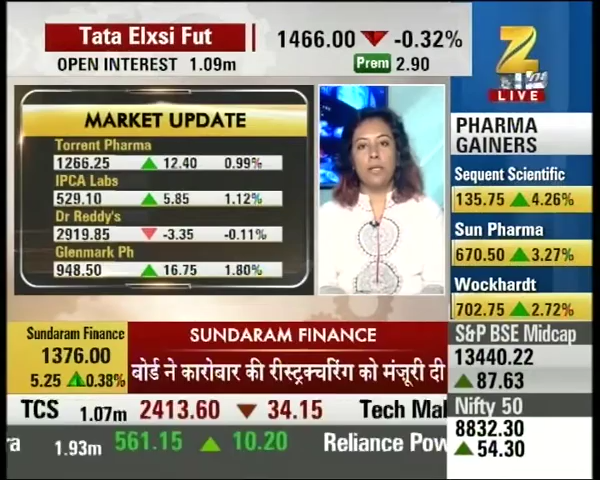 Tata Elxsi Fut
1466.00 -0.32%
OPEN INTEREST 1.09m
Prem 2.90
LIVE
MARKET UPDATE
Torrent Pharma
1266.25 12.40 0.99%
IPCA Labs
529.10 5.85 1.12%
Dr Reddy's
2919.85 -3.35 -0.11%
Glenmark Ph
948.50 16.75 1.80%
PHARMA
GAINERS
Sequent Scientific
135.75 4.26%
Sun Pharma
670.50 3.27%
Wockhardt
702.75 2.72%
S&P BSE Midcap
13440.22
87.63
Nifty 50
8832.30
54.30
Sundaram Finance
1376.00
5.25 0.38%
SUNDARAM FINANCE
बोर्ड ने कारोबार की रीस्ट्रक्चरिंग को मंज़ूरी दी
TCS 1.07m 2413.60 34.15 Tech Mal
ra 1.93m 561.15 10.20 Reliance Pow